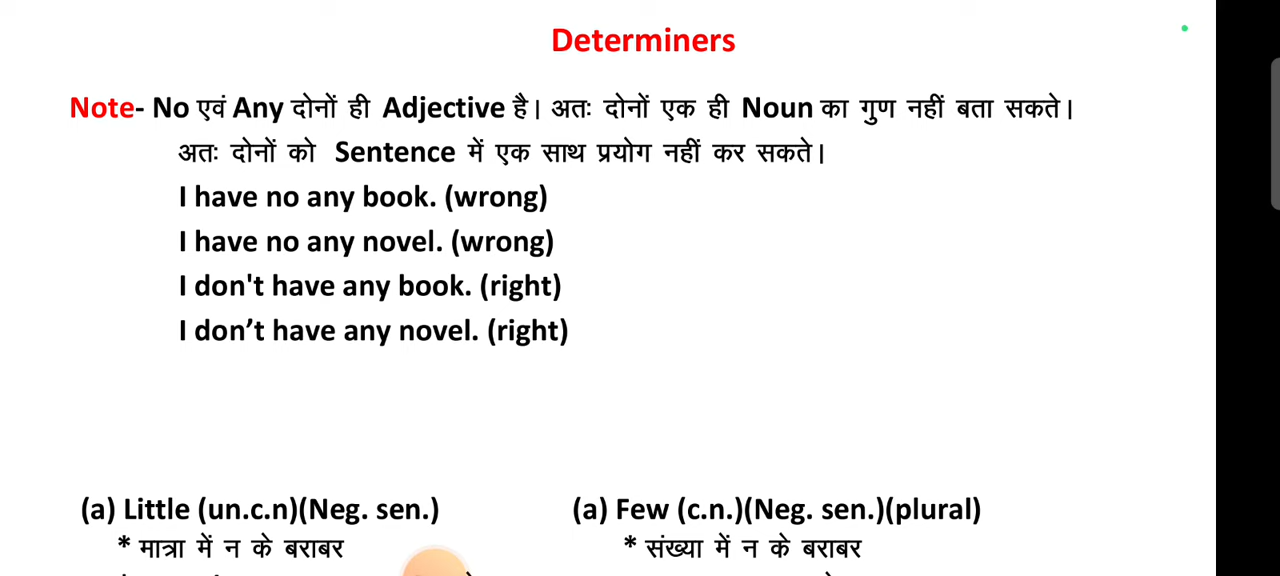 Determiners
Note- No एवं Any दोनों ही Adjective है। अतः दोनों एक ही Noun का गुण नहीं बता सकते।
अतः दोनों को Sentence में एक साथ प्रयोग नहीं कर सकते।
I have no any book. (wrong)
I have no any novel. (wrong)
I don't have any book. (right)
I don’t have any novel. (right)
(a) Little (un.c.n)(Neg. sen.)
(a) Few (c.n.)(Neg. sen.)(plural)
* मात्रा में न के बराबर
* संख्या में न के बराबर